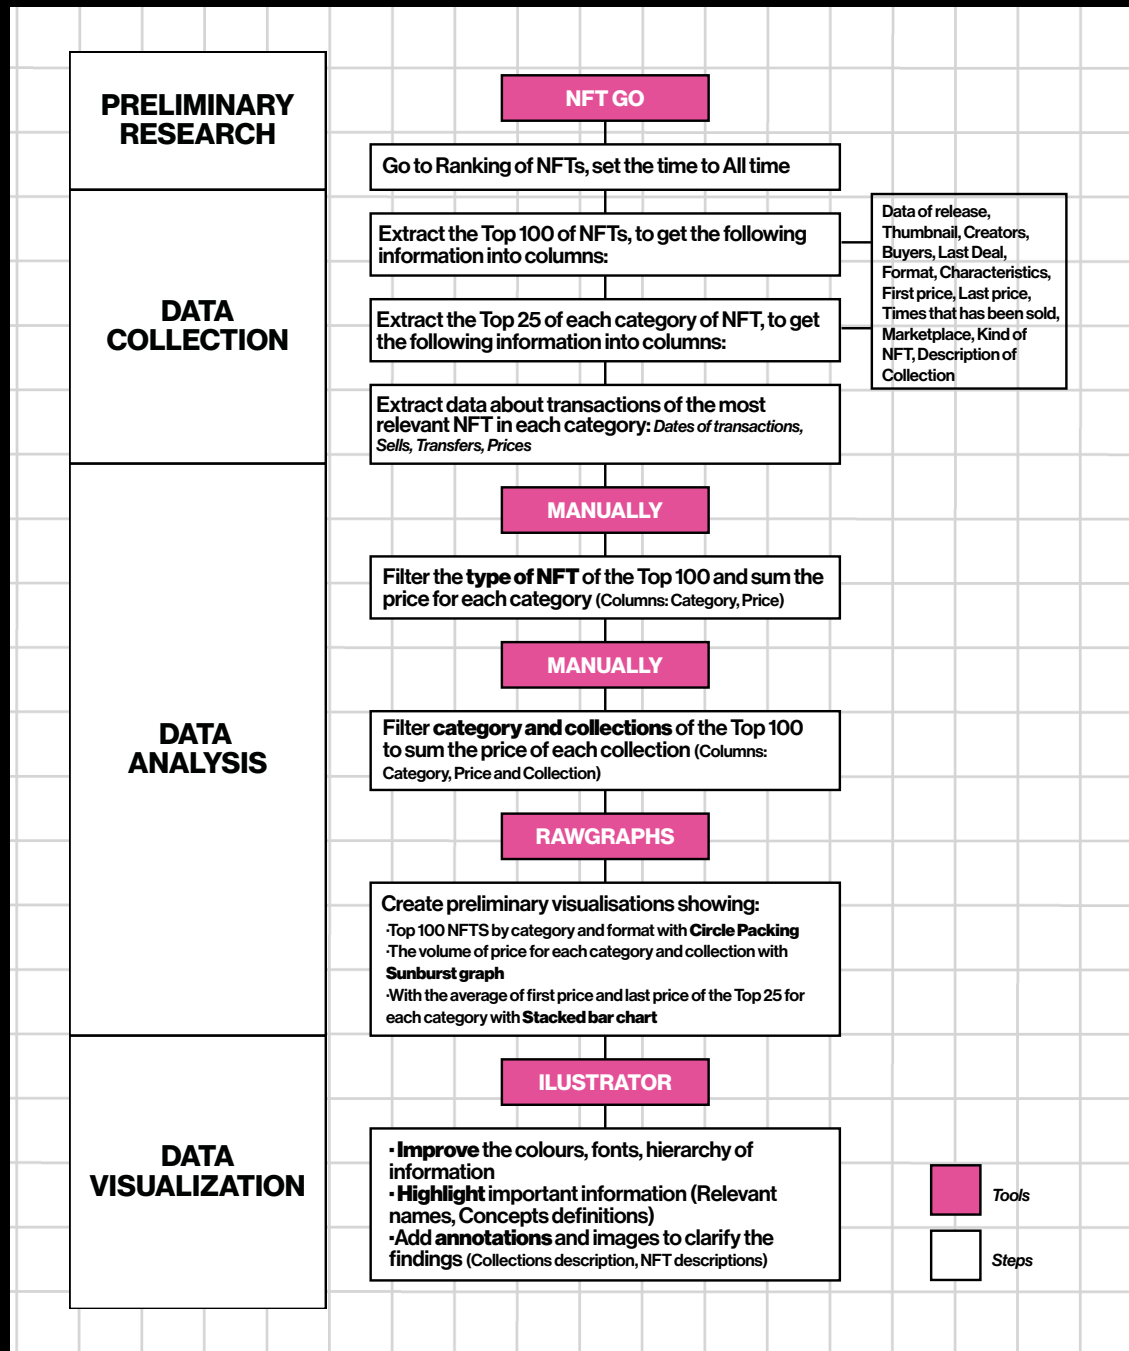 PRELIMINARY
RESEARCH
NFT GO
Go to Ranking of NFTs, set the time to All time
DATA
COLLECTION
Extract the Top 100 of NFTs, to get the following
information into columns:
Extract the Top 25 of each category of NFT, to get
the following information into columns:
Data of release,
Thumbnail, Creators,
Buyers, Last Deal,
Format, Characteristics,
First price, Last price,
Times that has been sold,
Marketplace, Kind of
NFT, Description of
Collection
Extract data about transactions of the most
relevant NFT in each category: Dates of transactions,
Sells, Transfers, Prices
DATA
ANALYSIS
MANUALLY
Filter the type of NFT of the Top 100 and sum the
price for each category (Columns: Category, Price)
MANUALLY
Filter category and collections of the Top 100
to sum the price of each collection (Columns:
Category, Price and Collection)
RAWGRAPHS
Create preliminary visualisations showing:
·Top 100 NFTS by category and format with Circle Packing
·The volume of price for each category and collection with
Sunburst graph
·With the average of first price and last price of the Top 25 for
each category with Stacked bar chart
DATA
VISUALIZATION
ILUSTRATOR
· Improve the colours, fonts, hierarchy of
information
· Highlight important information (Relevant
names, Concepts definitions)
·Add annotations and images to clarify the
findings (Collections description, NFT descriptions)
Tools
Steps